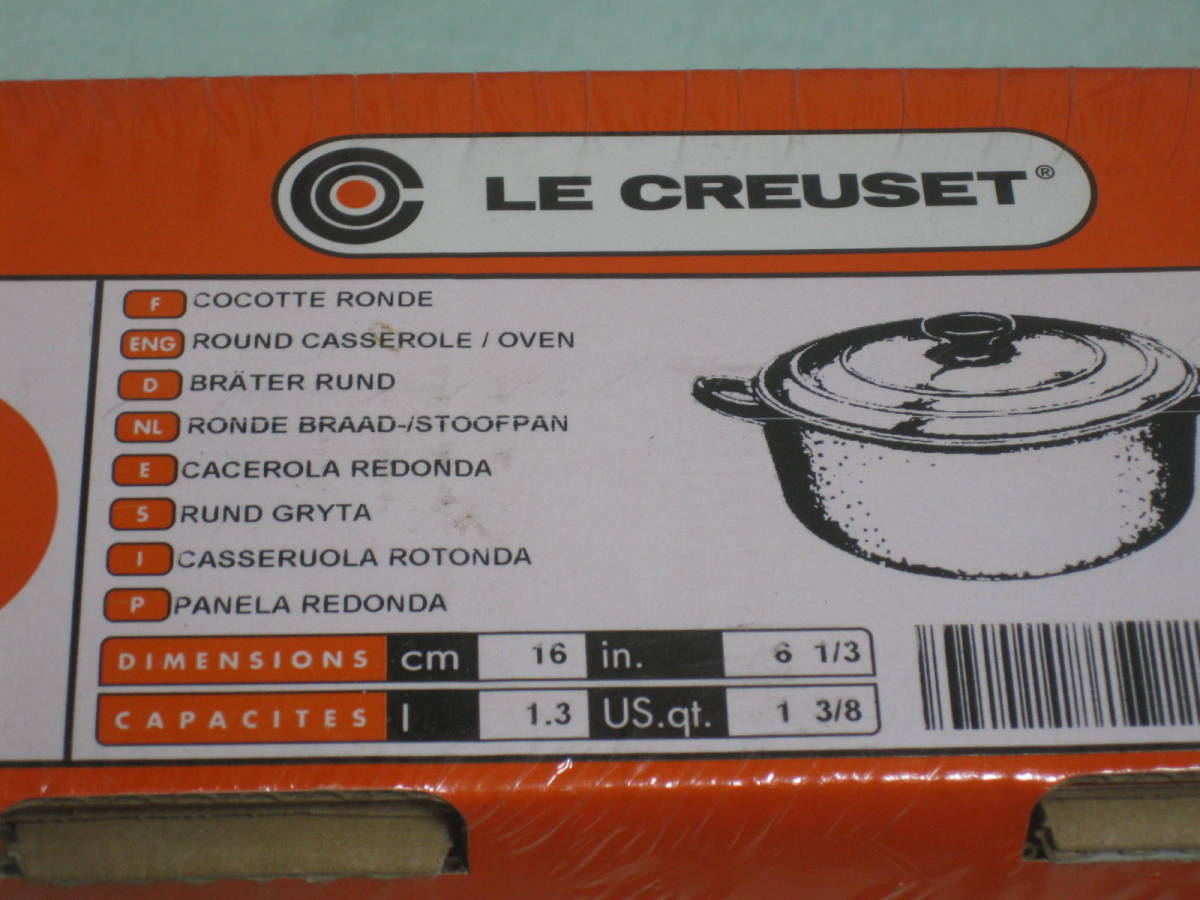 LE CREUSET®
F COCOTTE RONDE
ENG ROUND CASSEROLE / OVEN
D BRÄTER RUND
NL RONDE BRAAD-/STOOFPAN
E CACEROLA REDONDA
S RUND GRYTA
I CASSERUOLA ROTONDA
P PANELA REDONDA
DIMENSIONS cm 16 in. 6 1/3
CAPACITES l 1.3 US.qt. 1 3/8